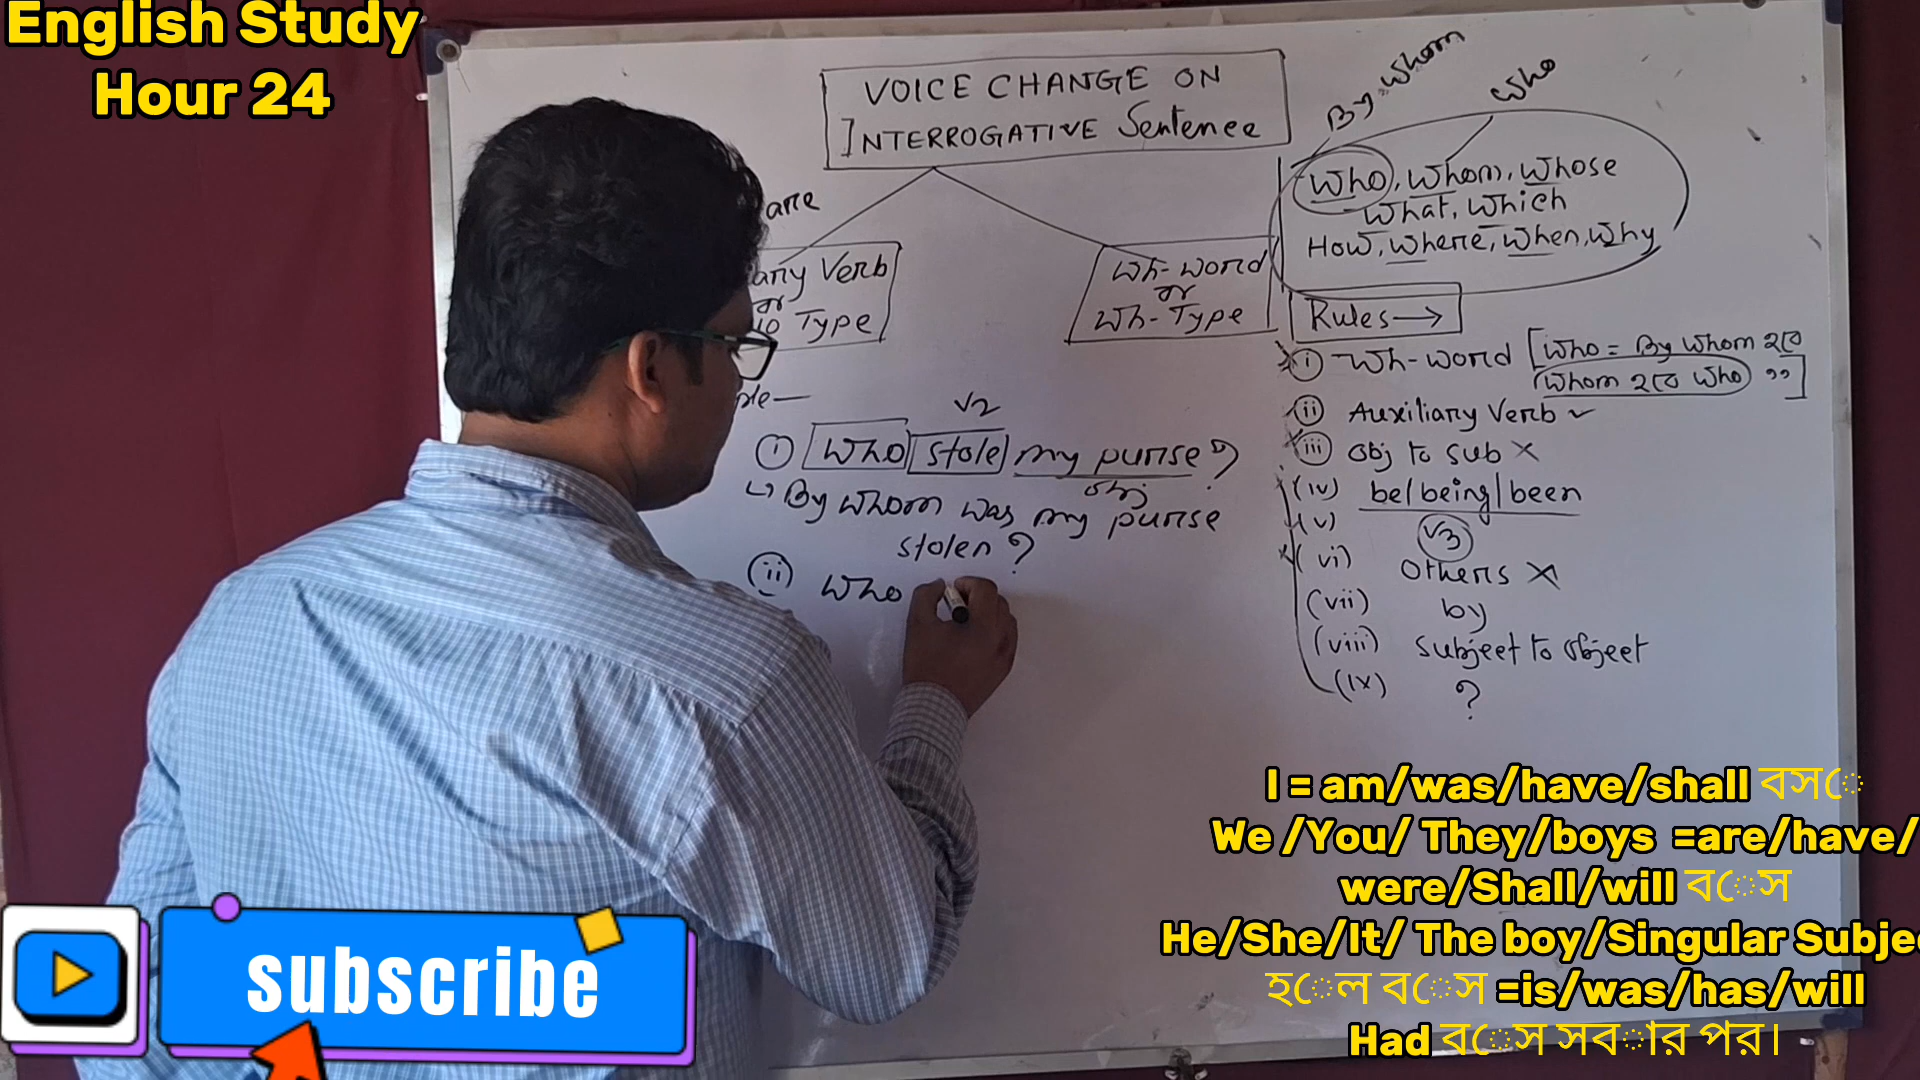 English Study
Hour 24
VOICE CHANGE ON
INTERROGATIVE Sentence
By whom
who
are
who, whom, whose
what, which
How, where, when, why
ary Verb
or
Type
Wh-word
or
Wh-Type
Rules→
(i) Wh-word [who = By whom হবে
whom হবে who ,,]
(ii) Auxiliary Verb ✓
(iii) obj to sub ×
(iv) be/being/been
(v) V3
(vi) Others ×
(vii) by
(viii) subject to object
(ix) ?
ple—
V2
(i) Who stole my purse?
obj
↳ By whom was my purse
stolen?
(ii) Who
I = am/was/have/shall বসে
We /You/ They/boys =are/have/
were/Shall/will বেস
He/She/It/ The boy/Singular Subje
হেল বেস =is/was/has/will
Had বেস সবার পর।
subscribe